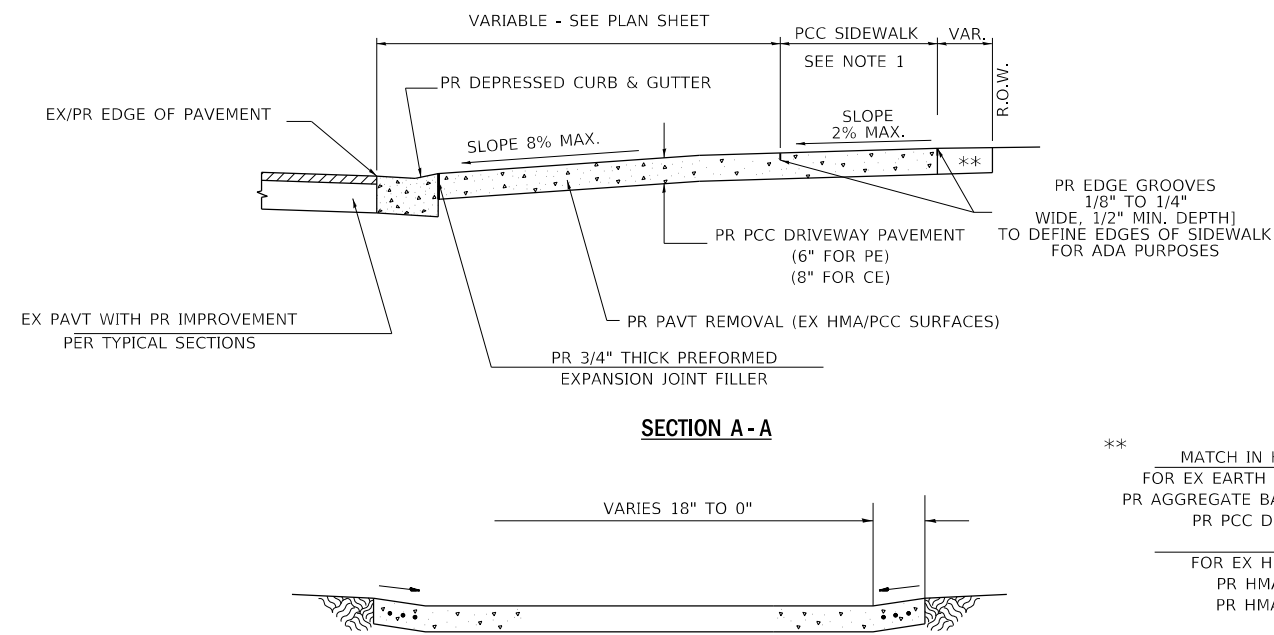 VARIABLE - SEE PLAN SHEET
PCC SIDEWALK
VAR.
SEE NOTE 1
R.O.W.
PR DEPRESSED CURB & GUTTER
EX/PR EDGE OF PAVEMENT
SLOPE 8% MAX.
SLOPE
2% MAX.
**
PR EDGE GROOVES
1/8" TO 1/4"
WIDE, 1/2" MIN. DEPTH]
TO DEFINE EDGES OF SIDEWALK
FOR ADA PURPOSES
PR PCC DRIVEWAY PAVEMENT
(6" FOR PE)
(8" FOR CE)
EX PAVT WITH PR IMPROVEMENT
PER TYPICAL SECTIONS
PR PAVT REMOVAL (EX HMA/PCC SURFACES)
PR 3/4" THICK PREFORMED
EXPANSION JOINT FILLER
SECTION A-A
**
MATCH IN
FOR EX EARTH
PR AGGREGATE
PR PCC
FOR EX
PR
PR
VARIES 18" TO 0"